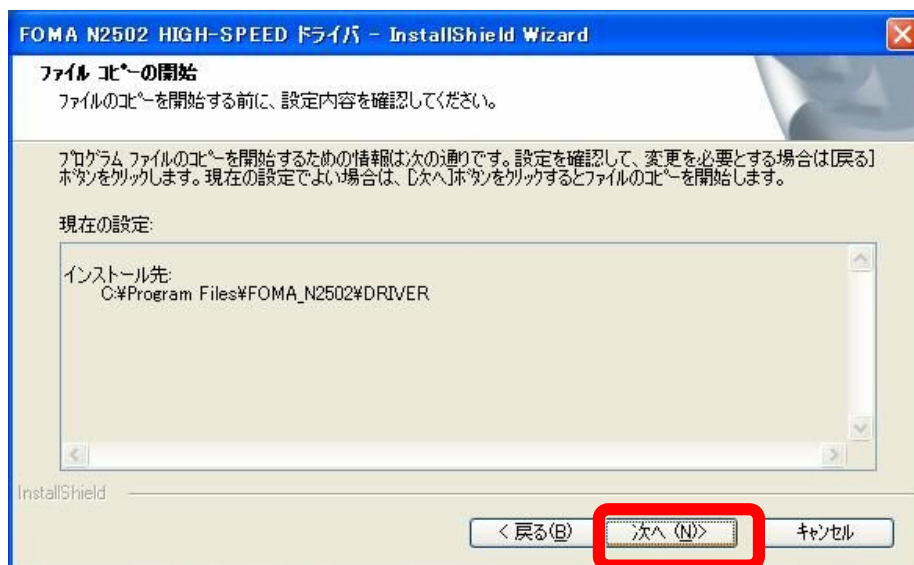 FOMA N2502 HIGH-SPEED ドライバ - InstallShield Wizard
ファイル コピーの開始
ファイルのコピーを開始する前に、設定内容を確認してください。
プログラム ファイルのコピーを開始するための情報は次の通りです。設定を確認して、変更を必要とする場合は[戻る]
ボタンをクリックします。現在の設定でよい場合は、[次へ]ボタンをクリックするとファイルのコピーを開始します。
現在の設定:
インストール先:
C:¥Program Files¥FOMA_N2502¥DRIVER
InstallShield
< 戻る(B)
次へ (N)>
キャンセル